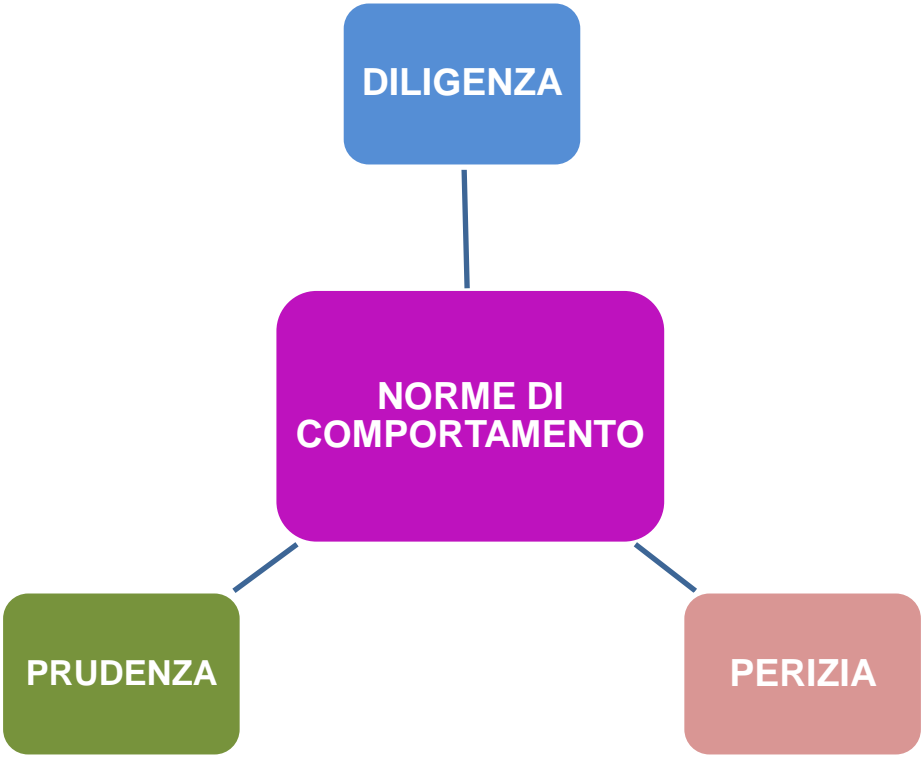 DILIGENZA
NORME DI
COMPORTAMENTO
PRUDENZA
PERIZIA